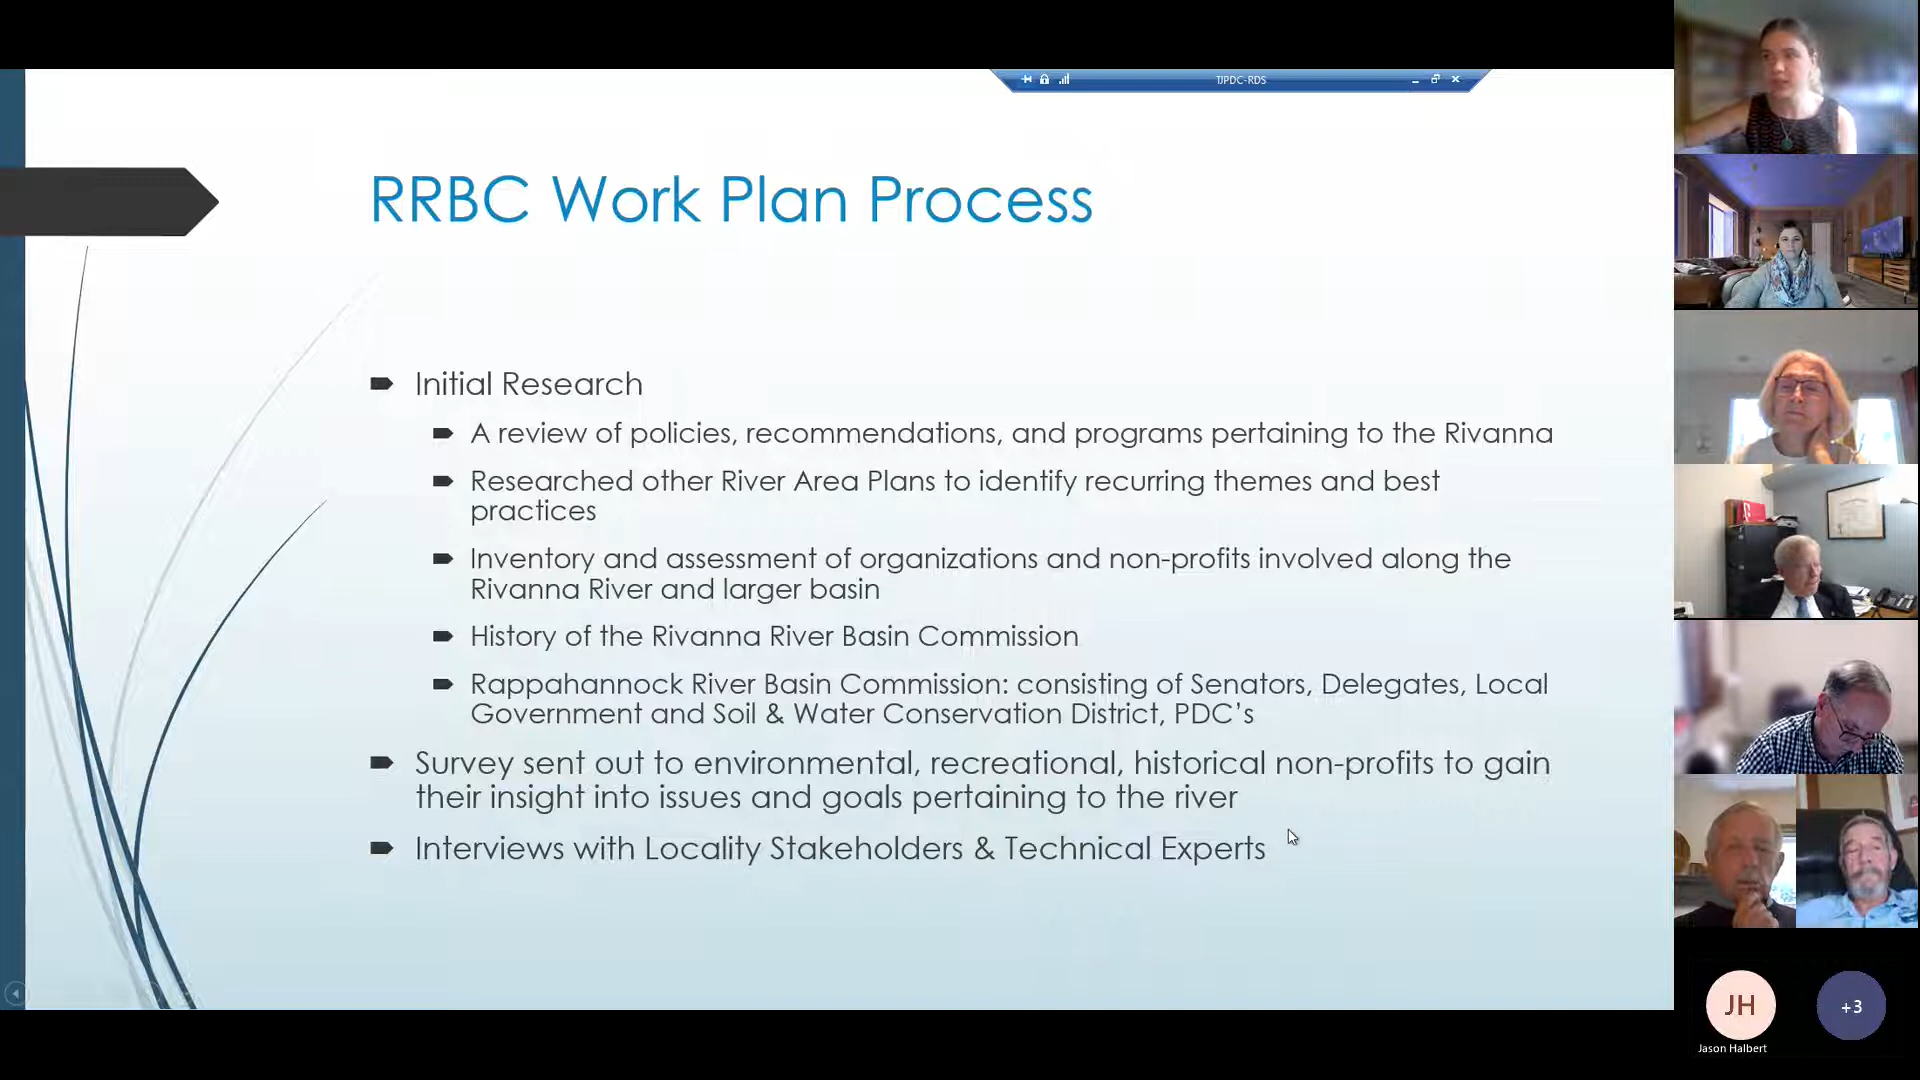 TJPDC-RDS
RRBC Work Plan Process
Initial Research
A review of policies, recommendations, and programs pertaining to the Rivanna
Researched other River Area Plans to identify recurring themes and best
practices
Inventory and assessment of organizations and non-profits involved along the
Rivanna River and larger basin
History of the Rivanna River Basin Commission
Rappahannock River Basin Commission: consisting of Senators, Delegates, Local
Government and Soil & Water Conservation District, PDC’s
Survey sent out to environmental, recreational, historical non-profits to gain
their insight into issues and goals pertaining to the river
Interviews with Locality Stakeholders & Technical Experts
JH
+3
Jason Halbert